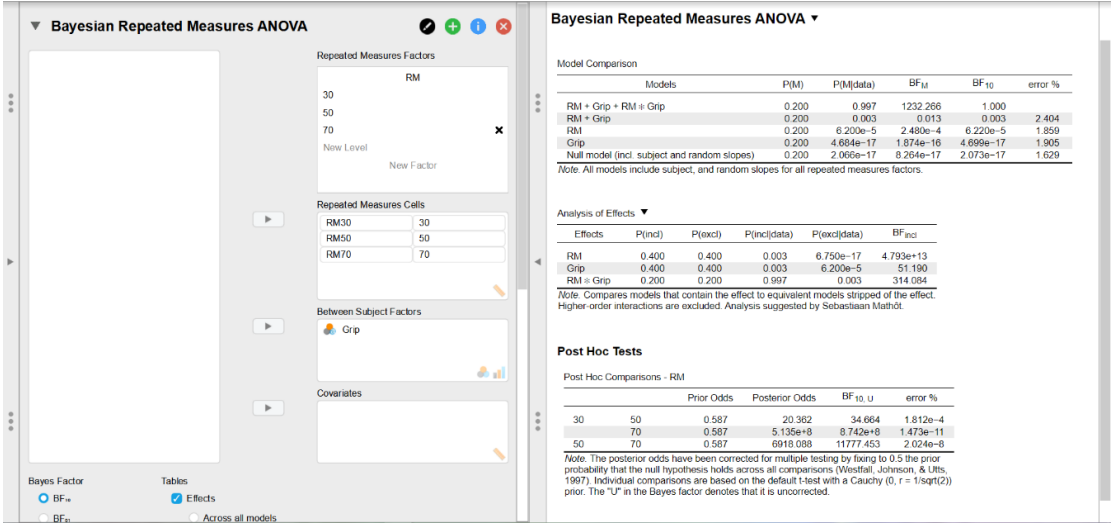 Bayesian Repeated Measures ANOVA
Repeated Measures Factors
RM
30
50
70
New Level
New Factor
Repeated Measures Cells
RM30 30
RM50 50
RM70 70
Between Subject Factors
Grip
Covariates
Bayes Factor Tables
BF₁₀ Effects
BF₀₁ Across all models
Bayesian Repeated Measures ANOVA ▼
Model Comparison
Models P(M) P(M|data) BF M BF 10 error %
RM + Grip + RM ∗ Grip 0.200 0.997 1232.266 1.000
RM + Grip 0.200 0.003 0.013 0.003 2.404
RM 0.200 6.200e−5 2.480e−4 6.220e−5 1.859
Grip 0.200 4.684e−17 1.874e−16 4.699e−17 1.905
Null model (incl. subject and random slopes) 0.200 2.066e−17 8.264e−17 2.073e−17 1.629
Note. All models include subject, and random slopes for all repeated measures factors.
Analysis of Effects ▼
Effects P(incl) P(excl) P(incl|data) P(excl|data) BF incl
RM 0.400 0.400 0.003 6.750e−17 4.793e+13
Grip 0.400 0.400 0.003 6.200e−5 51.190
RM ∗ Grip 0.200 0.200 0.997 0.003 314.084
Note. Compares models that contain the effect to equivalent models stripped of the effect.
Higher-order interactions are excluded. Analysis suggested by Sebastiaan Mathôt.
Post Hoc Tests
Post Hoc Comparisons - RM
Prior Odds Posterior Odds BF 10, U error %
30 50 0.587 20.362 34.664 1.812e−4
70 0.587 5.135e+8 8.742e+8 1.473e−11
50 70 0.587 6918.088 11777.453 2.024e−8
Note. The posterior odds have been corrected for multiple testing by fixing to 0.5 the prior
probability that the null hypothesis holds across all comparisons (Westfall, Johnson, & Utts,
1997). Individual comparisons are based on the default t-test with a Cauchy (0, r = 1/sqrt(2))
prior. The "U" in the Bayes factor denotes that it is uncorrected.